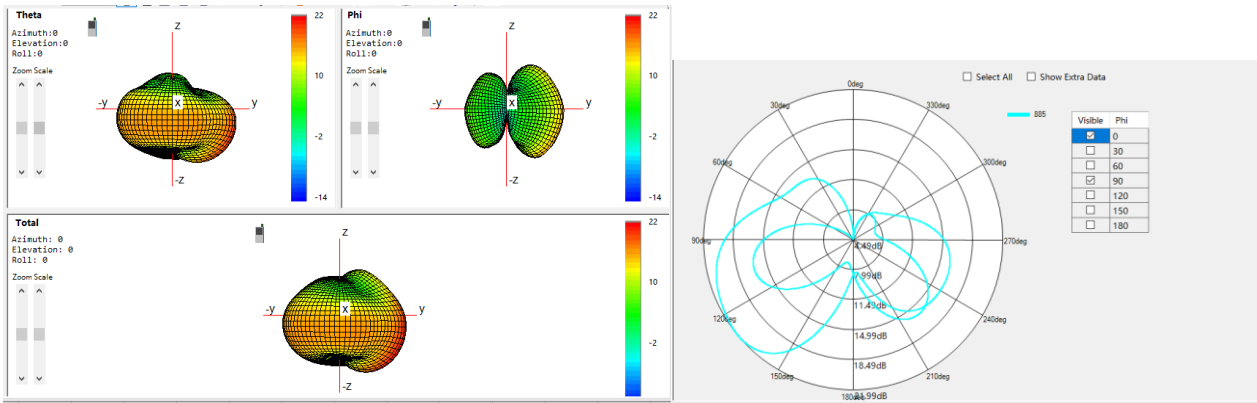 Theta
Azimuth:0
Elevation:0
Roll:0
Zoom Scale
z
-y
X
y
-z
22
10
-2
-14
Phi
Azimuth:0
Elevation:0
Roll:0
Zoom Scale
z
-y
X
y
-z
22
10
-2
-14
Total
Azimuth: 0
Elevation: 0
Roll: 0
Zoom Scale
z
-y
X
y
-z
22
10
-2
Select All
Show Extra Data
885
Visible Phi
0
30
60
90
120
150
180
0deg
30deg
330deg
60deg
300deg
90deg
270deg
120deg
240deg
150deg
210deg
180
4.49dB
7.99dB
11.49dB
14.99dB
18.49dB
21.99dB